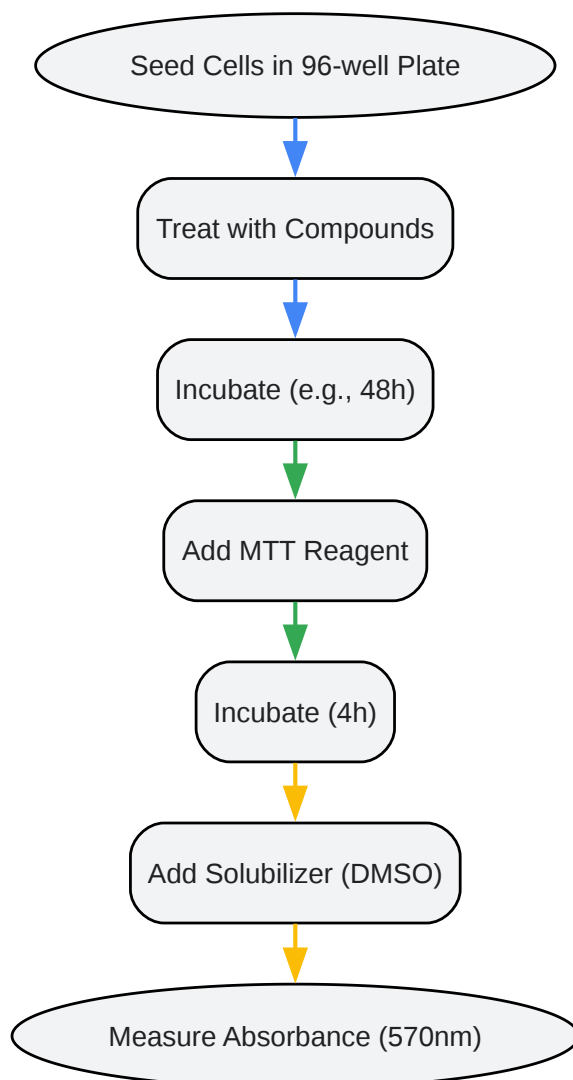 Seed Cells in 96-well Plate
Treat with Compounds
Incubate (e.g., 48h)
Add MTT Reagent
Incubate (4h)
Add Solubilizer (DMSO)
Measure Absorbance (570nm)